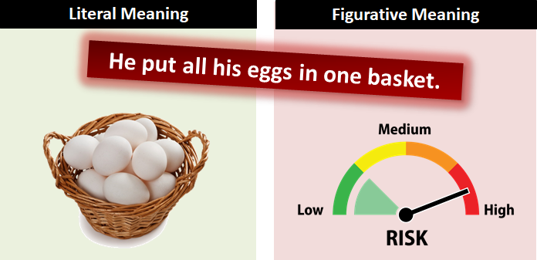 Literal Meaning
Figurative Meaning
He put all his eggs in one basket.
Medium
Low
High
RISK